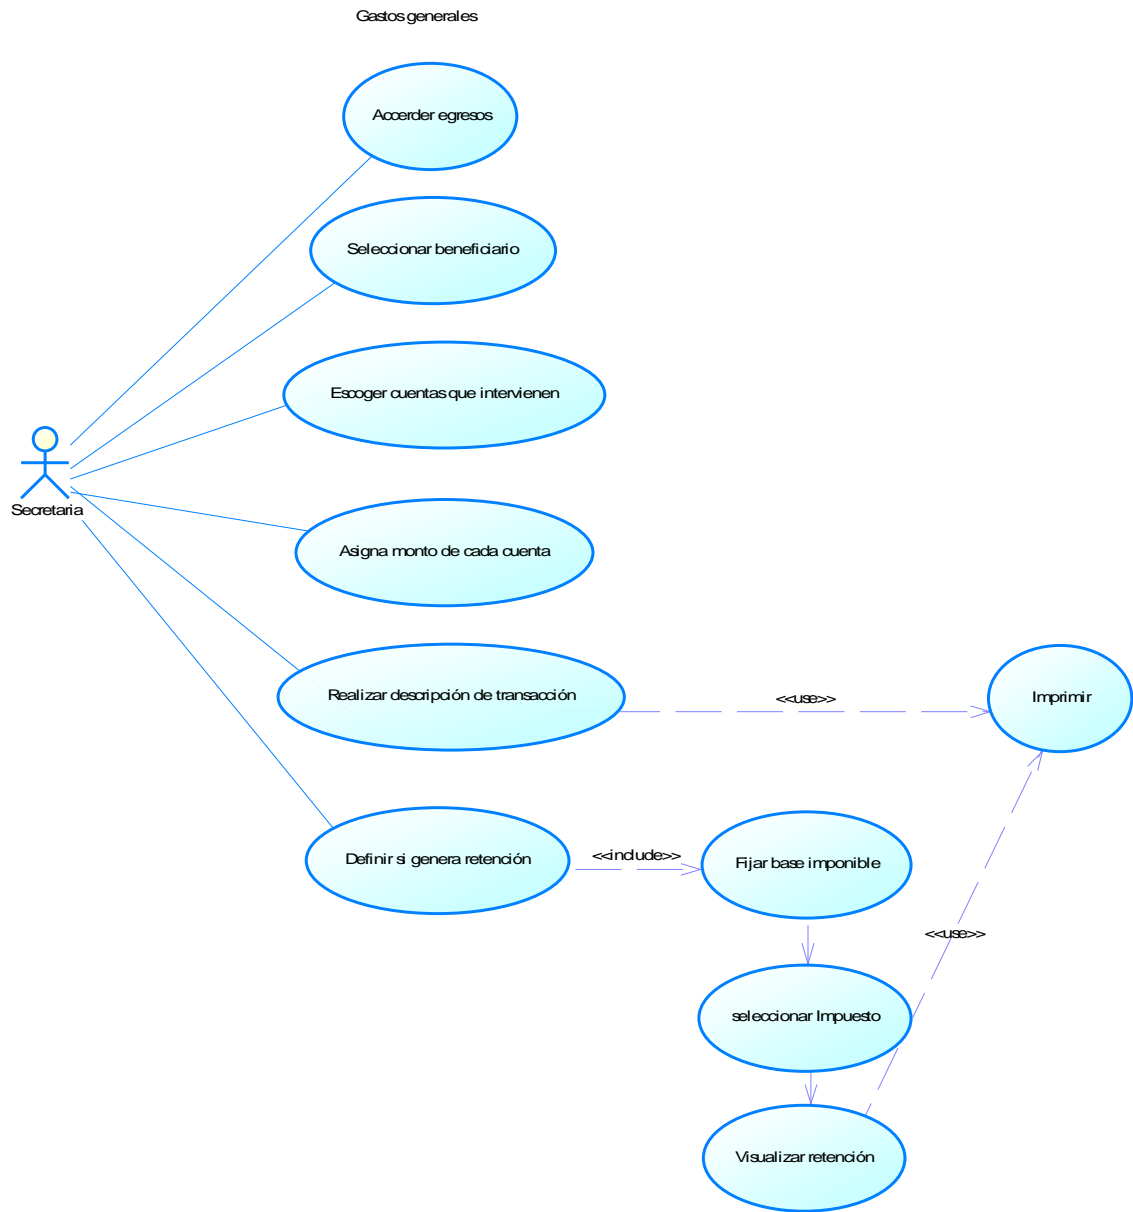 Gastos generales
Accerder egresos
Seleccionar beneficiario
Escoger cuentas que intervienen
Secretaria
Asigna monto de cada cuenta
Realizar descripción de transacción
<<use>>
Imprimir
Definir si genera retención
<<include>>
Fijar base imponible
<<use>>
seleccionar Impuesto
Visualizar retención